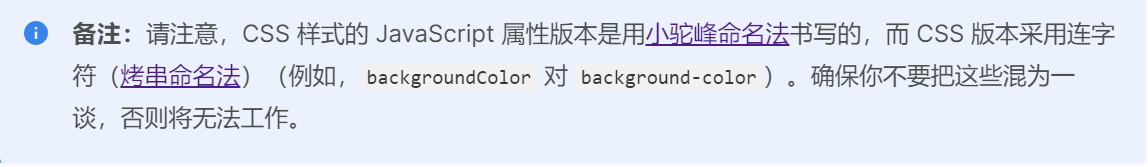 备注：请注意，CSS 样式的 JavaScript 属性版本是用小驼峰命名法书写的，而 CSS 版本采用连字
符（烤串命名法）（例如，backgroundColor 对 background-color）。确保你不要把这些混为一
谈，否则将无法工作。